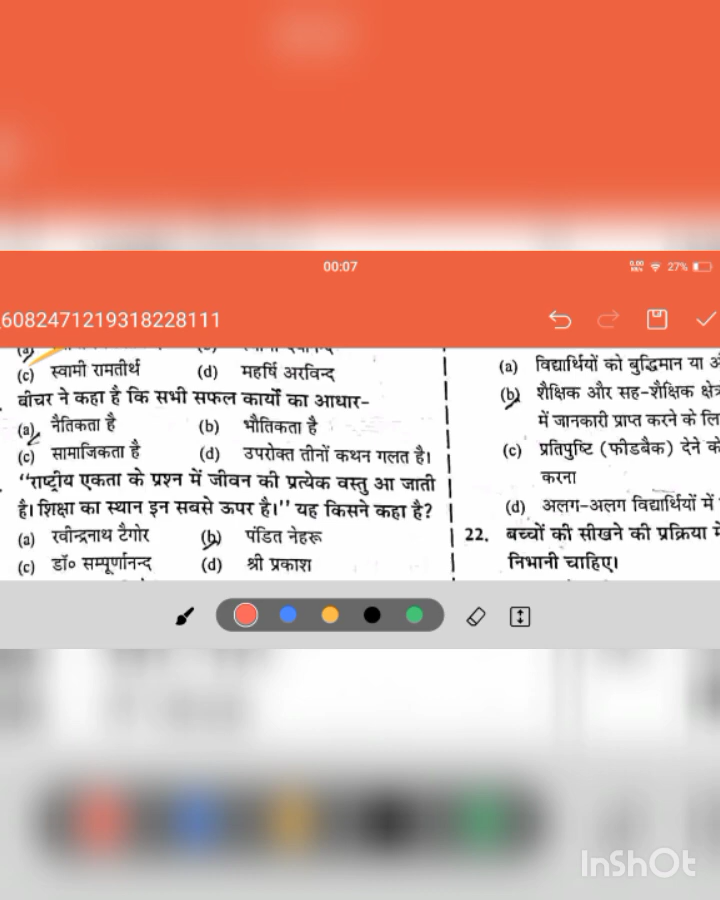 00:07
27%
6082471219318228111
(c) स्वामी रामतीर्थ (d) महर्षि अरविन्द
बीचर ने कहा है कि सभी सफल कार्यों का आधार-
(a) नैतिकता है (b) भौतिकता है
(c) सामाजिकता है (d) उपरोक्त तीनों कथन गलत है।
"राष्ट्रीय एकता के प्रश्न में जीवन की प्रत्येक वस्तु आ जाती
है। शिक्षा का स्थान इन सबसे ऊपर है।" यह किसने कहा है?
(a) रवीन्द्रनाथ टैगोर (b) पंडित नेहरू
(c) डॉ० सम्पूर्णानन्द (d) श्री प्रकाश
(a) विद्यार्थियों को बुद्धिमान या
(b) शैक्षिक और सह-शैक्षिक क्षेत्र
में जानकारी प्राप्त करने के लि
(c) प्रतिपुष्टि (फीडबैक) देने
करना
(d) अलग-अलग विद्यार्थियों में
22. बच्चों की सीखने की प्रक्रिया में
निभानी चाहिए।
InShOt